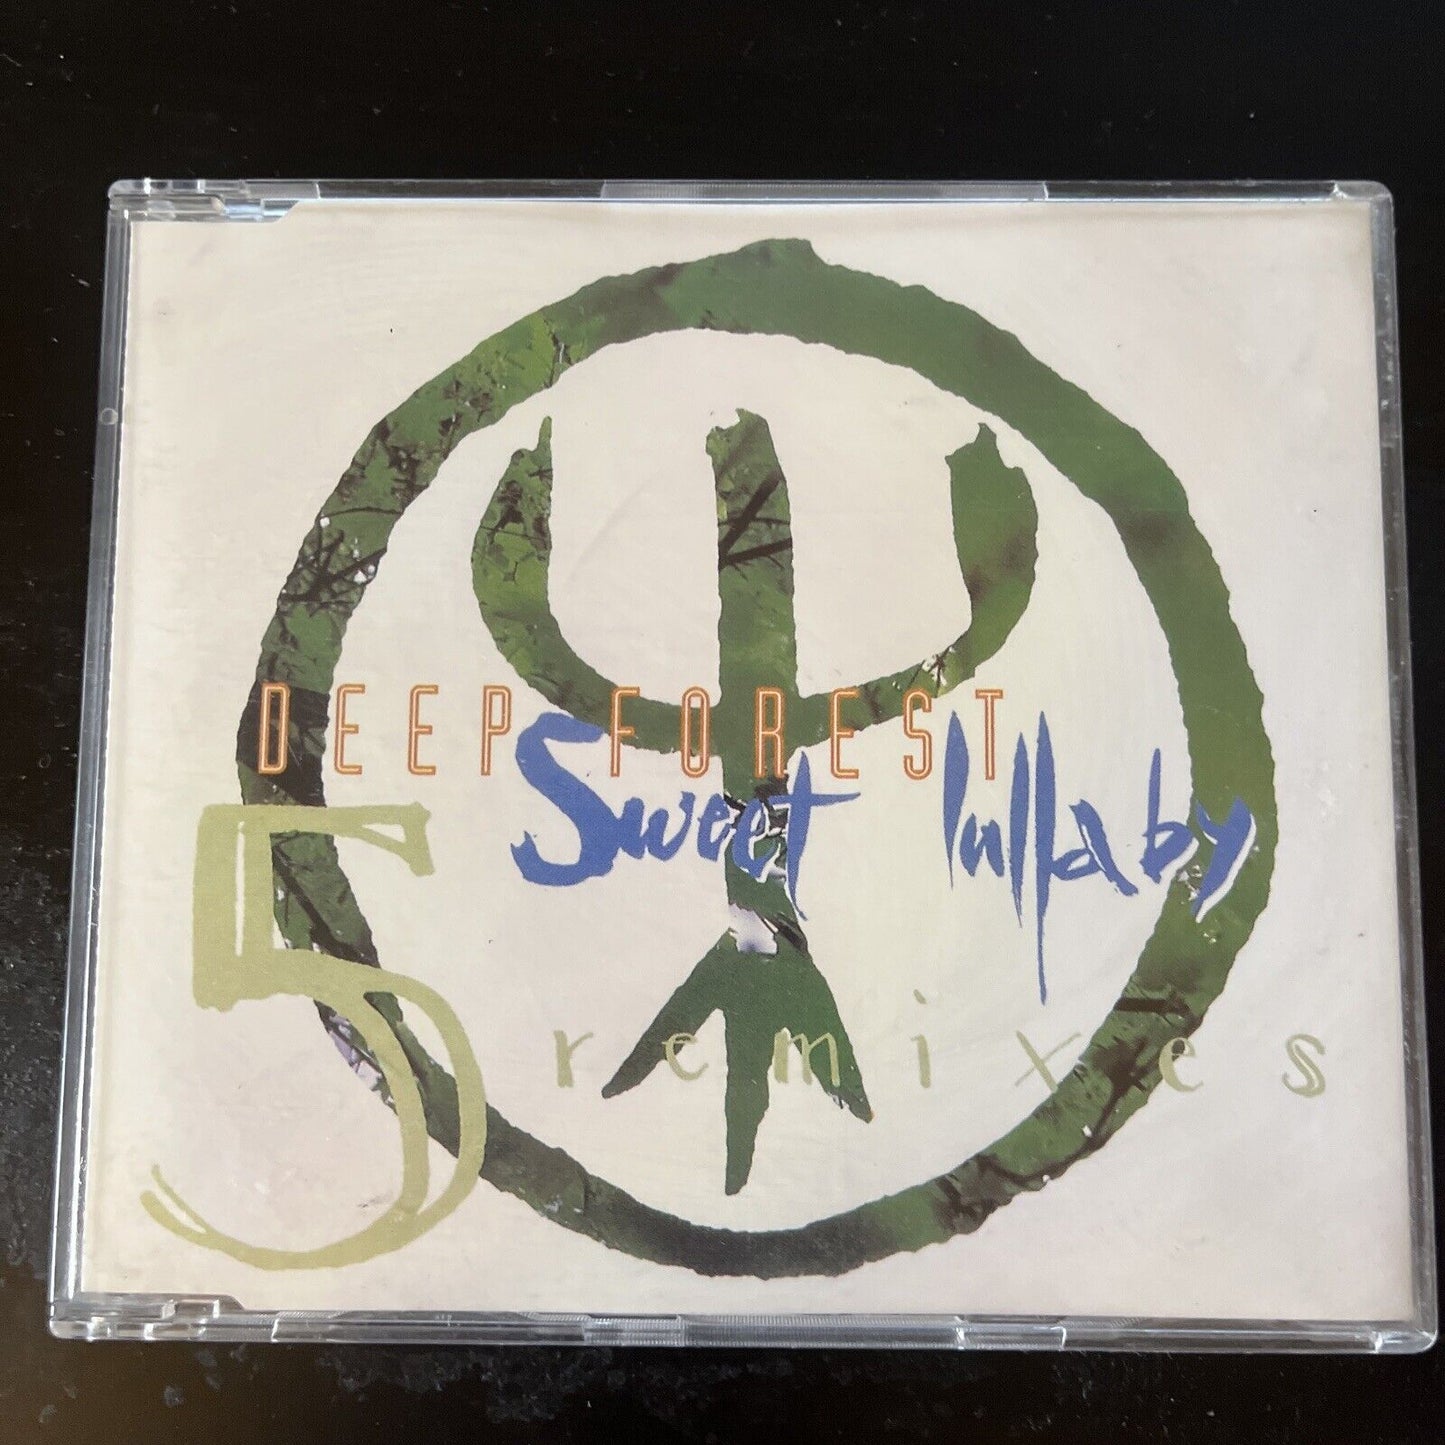 DEEP FOREST
Sweet lullaby
5 remixes